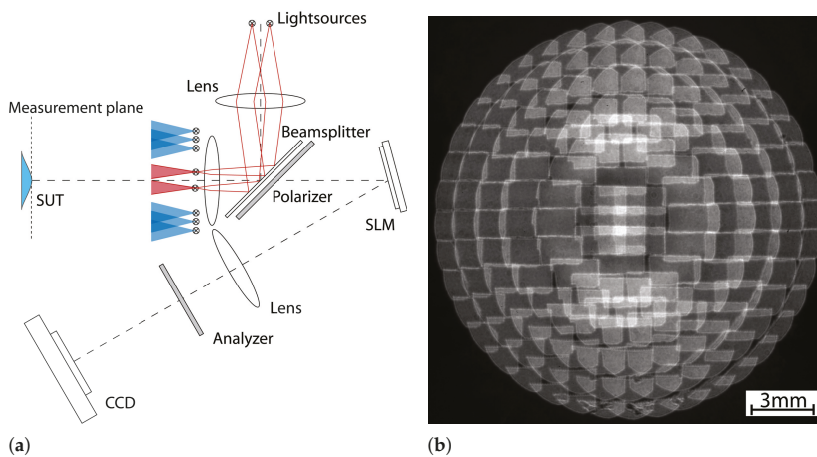 Lightsources
Lens
Measurement plane
Beamsplitter
SUT
Polarizer
SLM
Lens
Analyzer
CCD
3mm
(a)
(b)